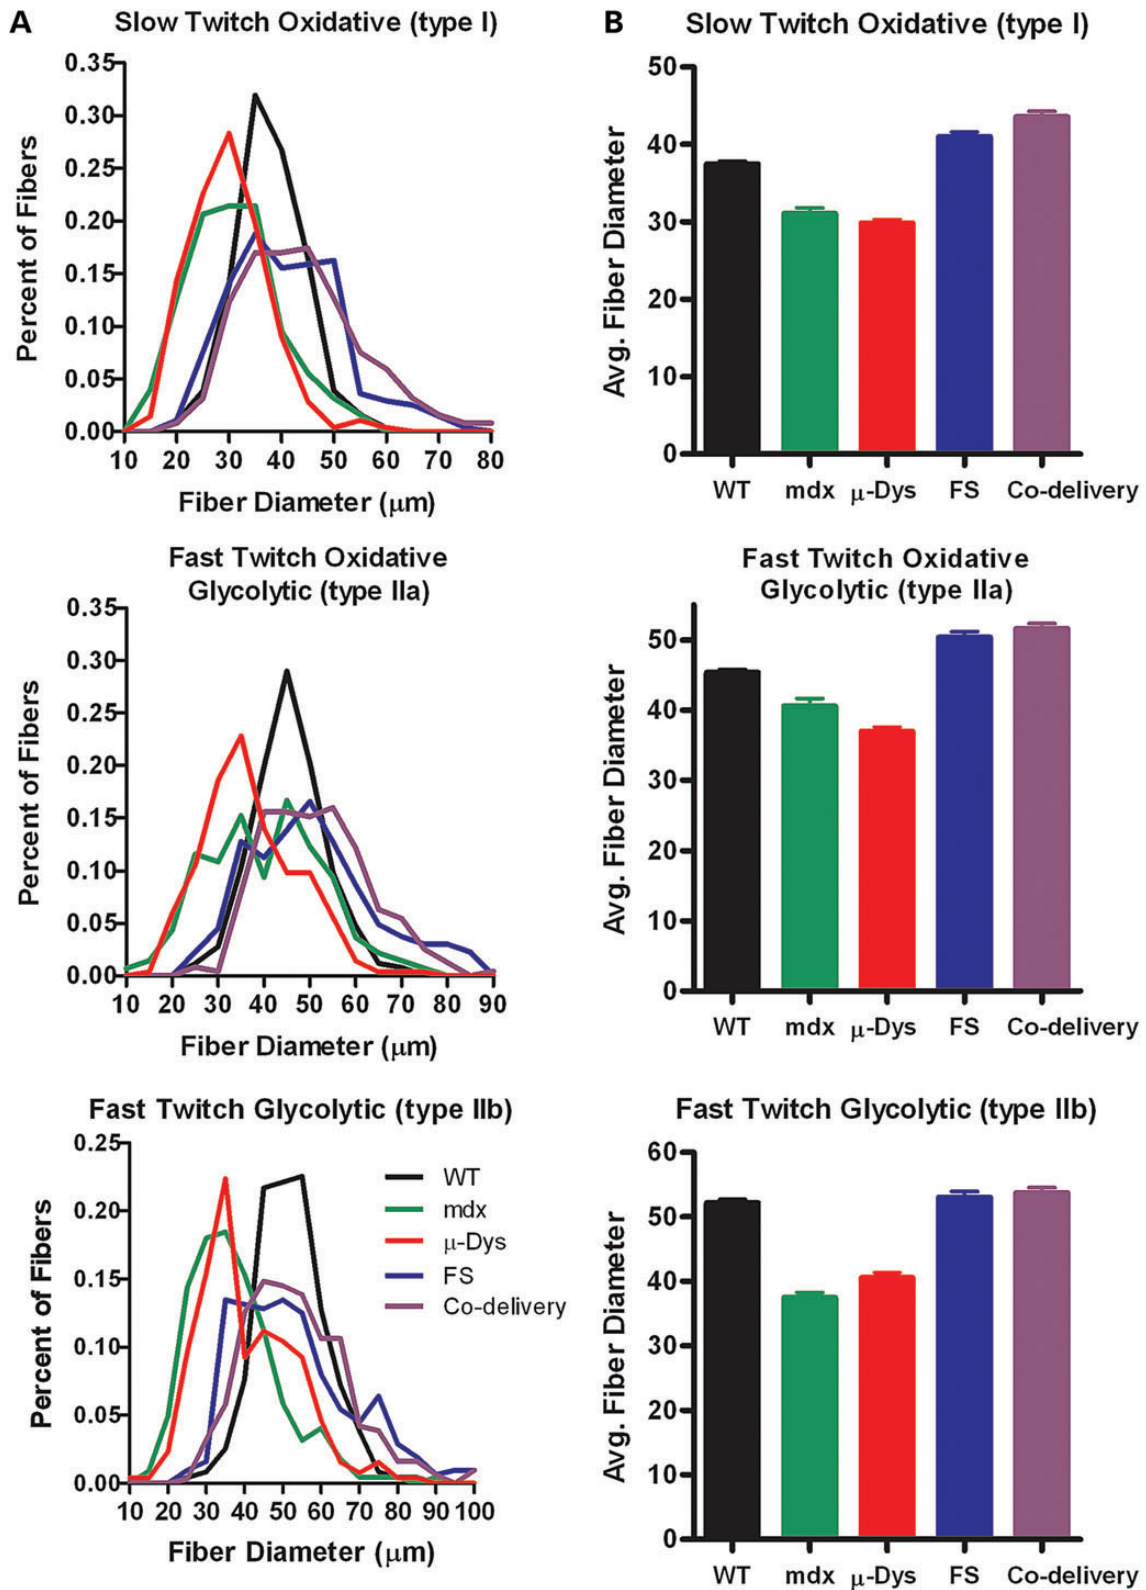 A
Slow Twitch Oxidative (type I)
0.35
0.30
0.25
0.20
0.15
0.10
0.05
0.00
Percent of Fibers
10 20 30 40 50 60 70 80
Fiber Diameter (μm)
Fast Twitch Oxidative
Glycolytic (type IIa)
0.35
0.30
0.25
0.20
0.15
0.10
0.05
0.00
Percent of Fibers
10 20 30 40 50 60 70 80 90
Fiber Diameter (μm)
Fast Twitch Glycolytic (type IIb)
0.25
0.20
0.15
0.10
0.05
0.00
Percent of Fibers
WT
mdx
μ-Dys
FS
Co-delivery
10 20 30 40 50 60 70 80 90 100
Fiber Diameter (μm)
B
Slow Twitch Oxidative (type I)
50
40
30
20
10
0
Avg. Fiber Diameter
WT mdx μ-Dys FS Co-delivery
Fast Twitch Oxidative
Glycolytic (type IIa)
50
40
30
20
10
0
Avg. Fiber Diameter
WT mdx μ-Dys FS Co-delivery
Fast Twitch Glycolytic (type IIb)
60
50
40
30
20
10
0
Avg. Fiber Diameter
WT mdx μ-Dys FS Co-delivery